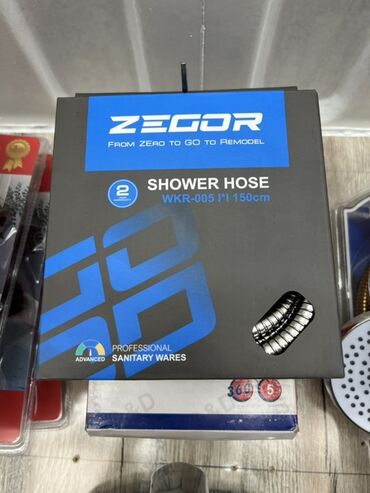 ZEGOR
FROM ZERO TO GO TO REMODEL
2
SHOWER HOSE
WKR-005 I*I 150cm
ADVANCED
PROFESSIONAL
SANITARY WARES
360
5